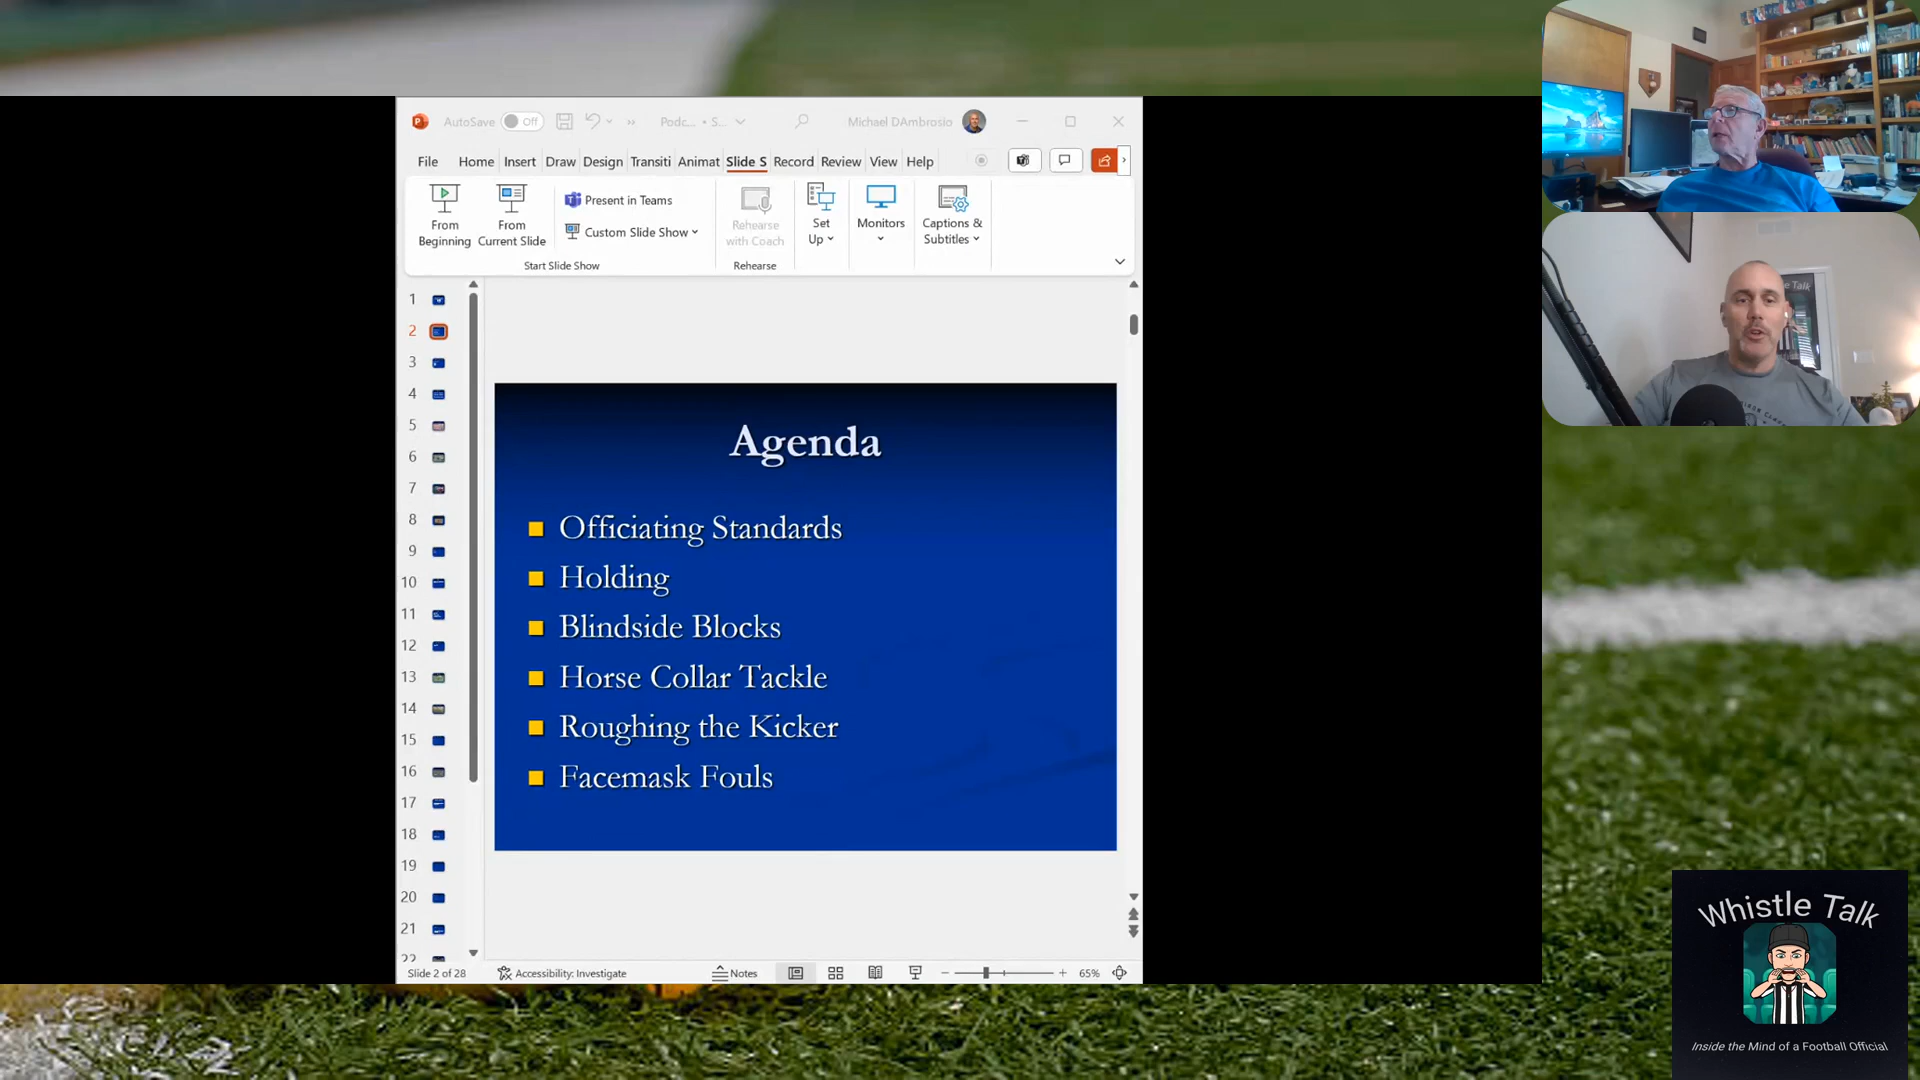 AutoSave Off Podc... • S... Michael DAmbrosio
File Home Insert Draw Design Transiti Animat Slide S Record Review View Help
From Beginning
From Current Slide
Present in Teams
Custom Slide Show
Start Slide Show
Rehearse with Coach
Rehearse
Set Up
Monitors
Captions & Subtitles
1
2
3
4
5
6
7
8
9
10
11
12
13
14
15
16
17
18
19
20
21
22
Agenda
Officiating Standards
Holding
Blindside Blocks
Horse Collar Tackle
Roughing the Kicker
Facemask Fouls
Slide 2 of 28 Accessibility: Investigate Notes 65%
Whistle Talk
Inside the Mind of a Football Official